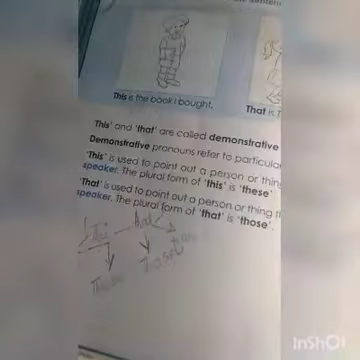 sentence
This is the book I bought.
That is
'This' and 'that' are called demonstrative
Demonstrative pronouns refer to particula
'This' is used to point out a person or thing
speaker. The plural form of 'this' is 'these'
'That' is used to point out a person or thing t
speaker. The plural form of 'that' is 'those'.
InShOt